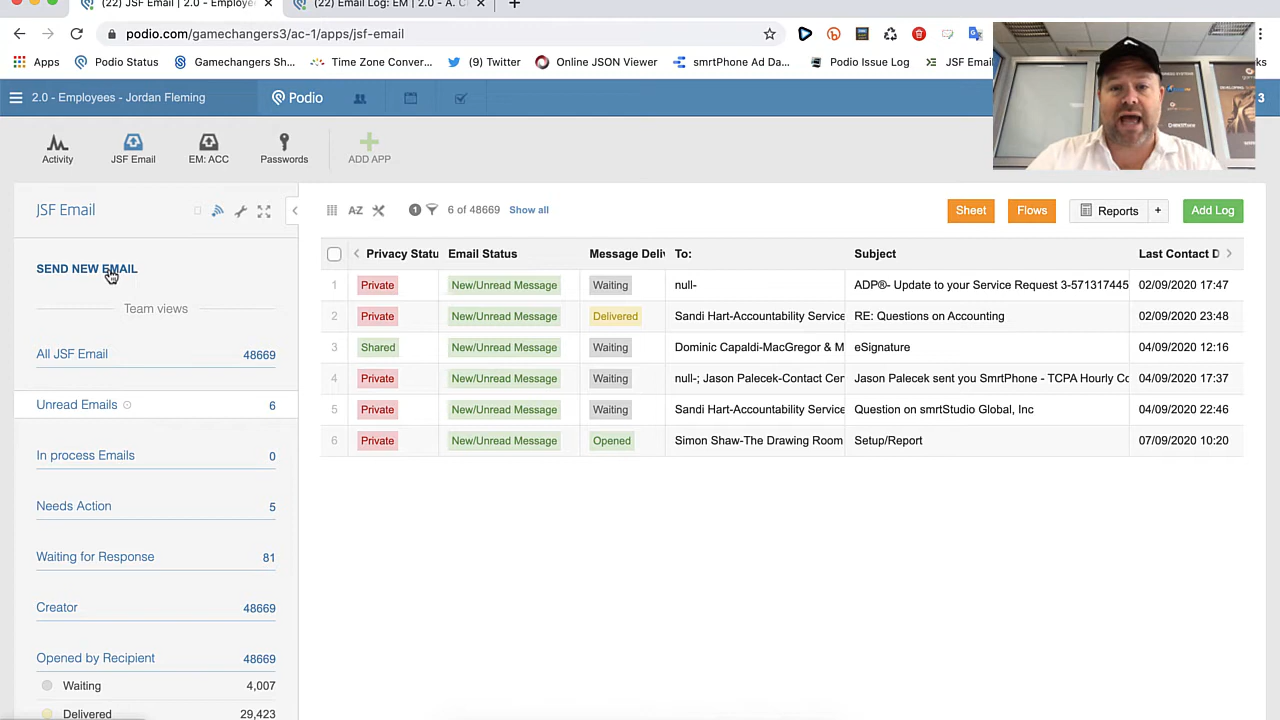 (22) JSF Email | 2.0 - Employe
(22) Email Log: EM | 2.0 - A. C
podio.com/gamechangers3/ac-1/apps/jsf-email
Apps
Podio Status
Gamechangers Sh...
Time Zone Converte...
(9) Twitter
Online JSON Viewer
smrtPhone Ad Da...
Podio Issue Log
JSF Email
2.0 - Employees - Jordan Fleming
Podio
3
Activity
JSF Email
EM: ACC
Passwords
ADD APP
JSF Email
AZ
1
6 of 48669
Show all
Sheet
Flows
Reports
+
Add Log
SEND NEW EMAIL
Team views
All JSF Email 48669
Unread Emails 6
In process Emails 0
Needs Action 5
Waiting for Response 81
Creator 48669
Opened by Recipient 48669
Waiting 4,007
Delivered 29,423
Privacy Statu Email Status Message Deliv To: Subject Last Contact D
1 Private New/Unread Message Waiting null- ADP®- Update to your Service Request 3-571317445 02/09/2020 17:47
2 Private New/Unread Message Delivered Sandi Hart-Accountability Service RE: Questions on Accounting 02/09/2020 23:48
3 Shared New/Unread Message Waiting Dominic Capaldi-MacGregor & M eSignature 04/09/2020 12:16
4 Private New/Unread Message Waiting null-; Jason Palecek-Contact Cen Jason Palecek sent you SmrtPhone - TCPA Hourly Co 04/09/2020 17:37
5 Private New/Unread Message Waiting Sandi Hart-Accountability Service Question on smrtStudio Global, Inc 04/09/2020 22:46
6 Private New/Unread Message Opened Simon Shaw-The Drawing Room Setup/Report 07/09/2020 10:20